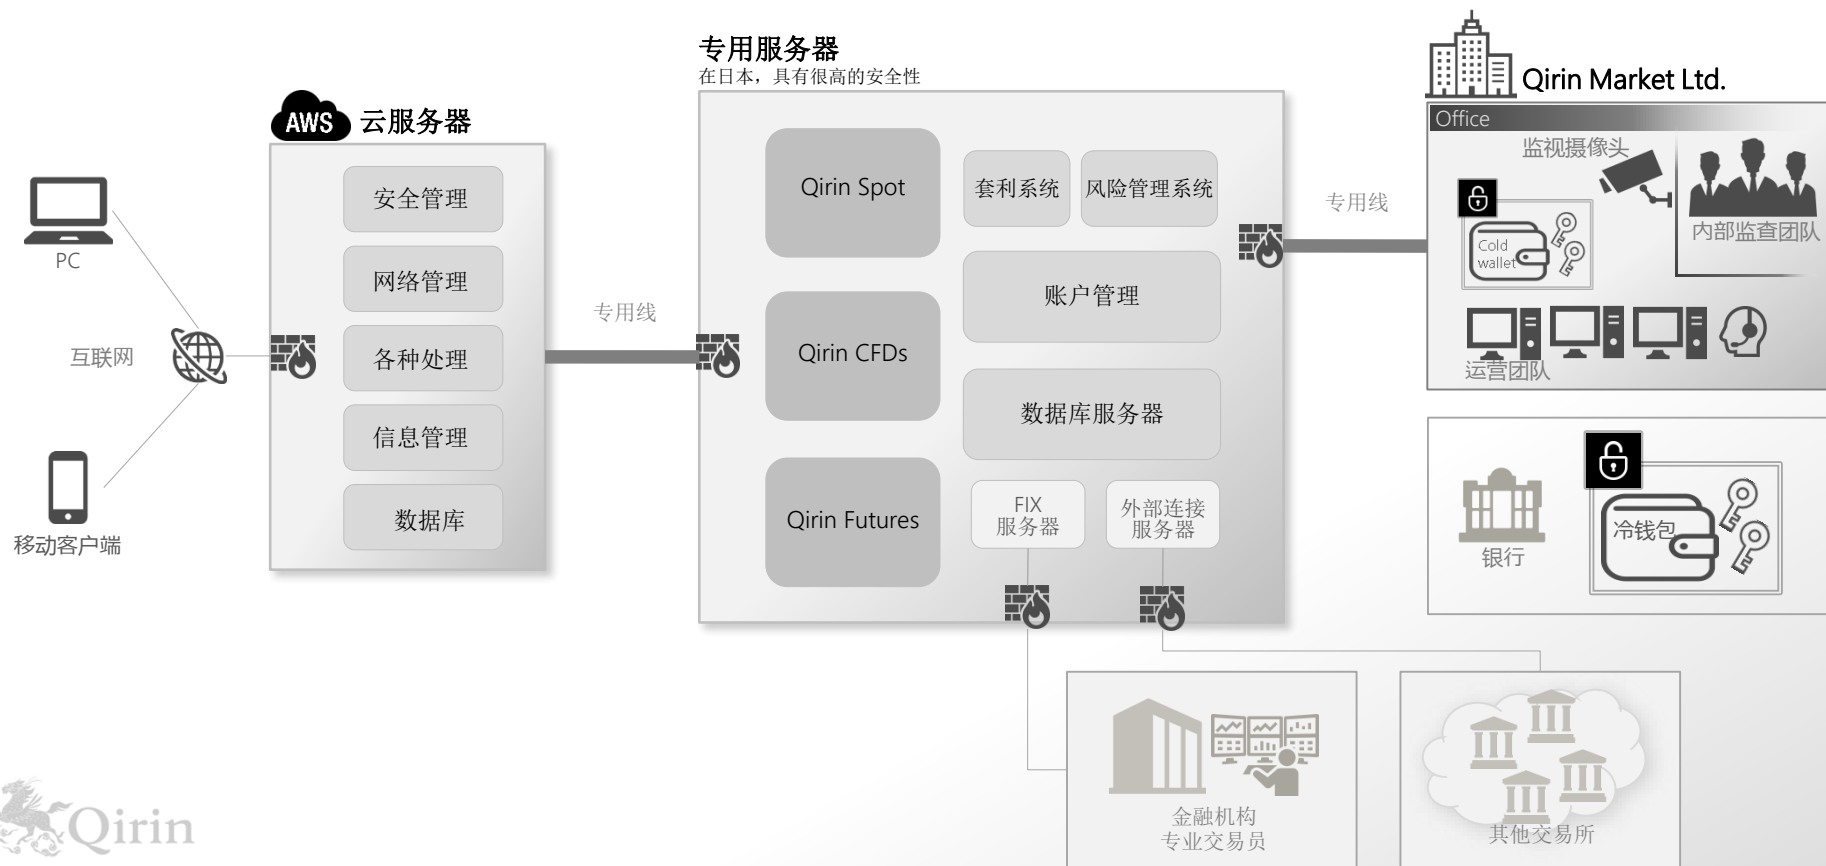 专用服务器
在日本，具有很高的安全性
Qirin Market Ltd.
AWS 云服务器
Office
监视摄像头
内部监查团队
Cold
wallet
运营团队
PC
互联网
移动客户端
安全管理
网络管理
各种处理
信息管理
数据库
专用线
Qirin Spot
Qirin CFDs
Qirin Futures
套利系统
风险管理系统
账户管理
数据库服务器
FIX
服务器
外部连接
服务器
专用线
银行
冷钱包
金融机构
专业交易员
其他交易所
Qirin